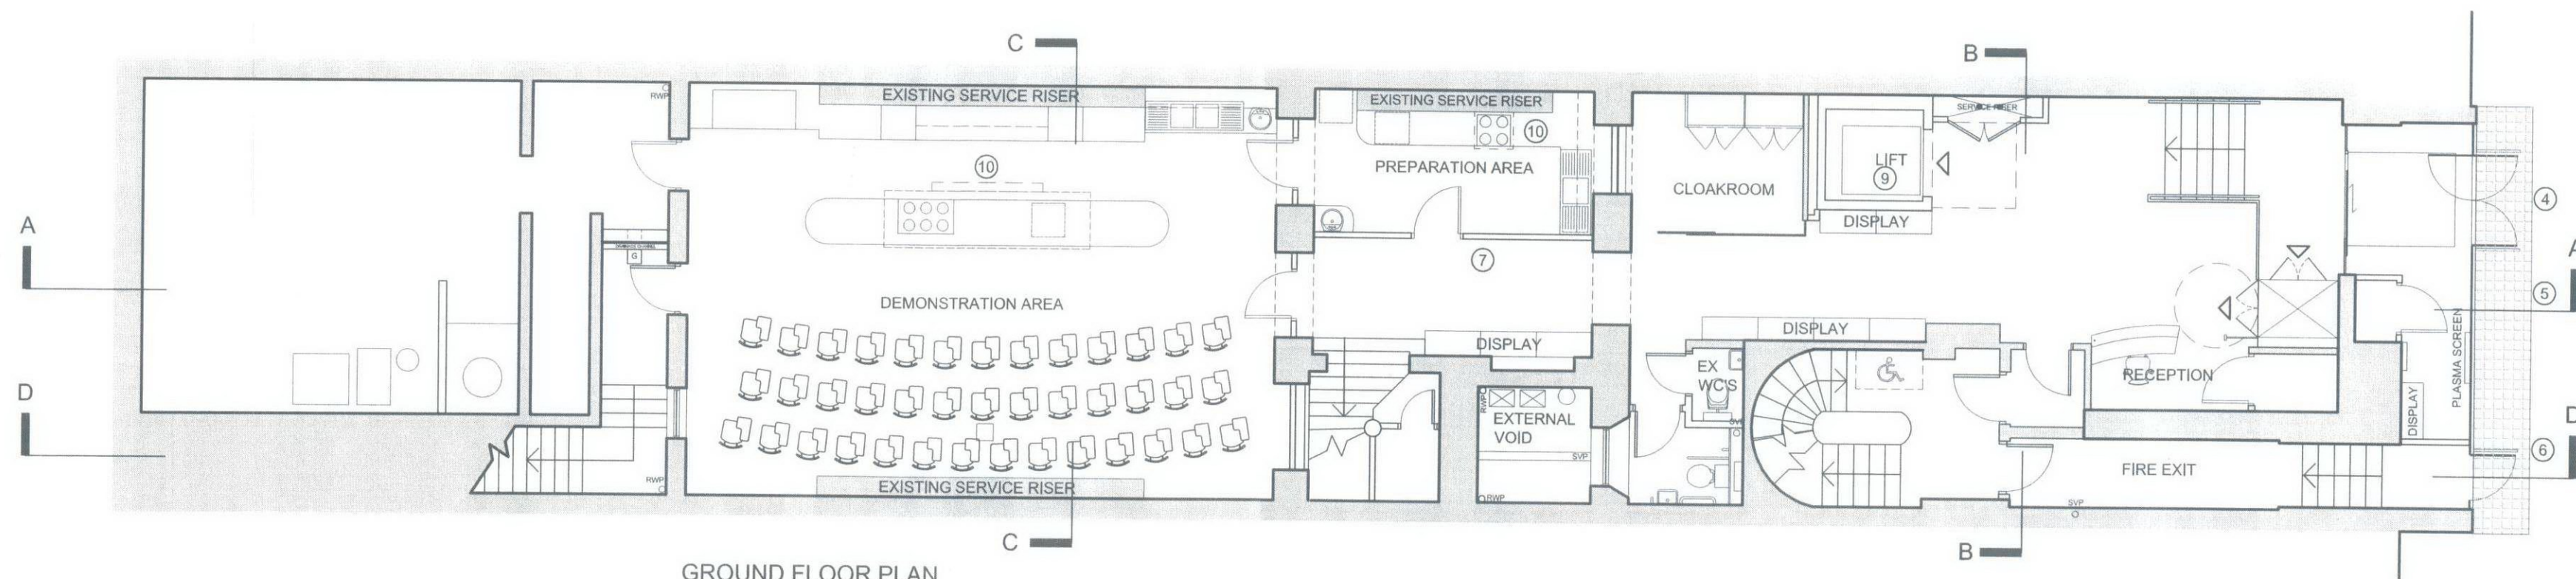 C
B
RWP
EXISTING SERVICE RISER
EXISTING SERVICE RISER
SERVICE RISER
10
10
PREPARATION AREA
LIFT
9
CLOAKROOM
DISPLAY
4
A
G
7
A
DEMONSTRATION AREA
5
DISPLAY
DISPLAY
PLASMA SCREEN
EX
WC'S
RECEPTION
D
RWP
EXTERNAL
VOID
DISPLAY
D
SVP
6
FIRE EXIT
RWP
EXISTING SERVICE RISER
RWP
SVP
C
B
GROUND FLOOR PLAN